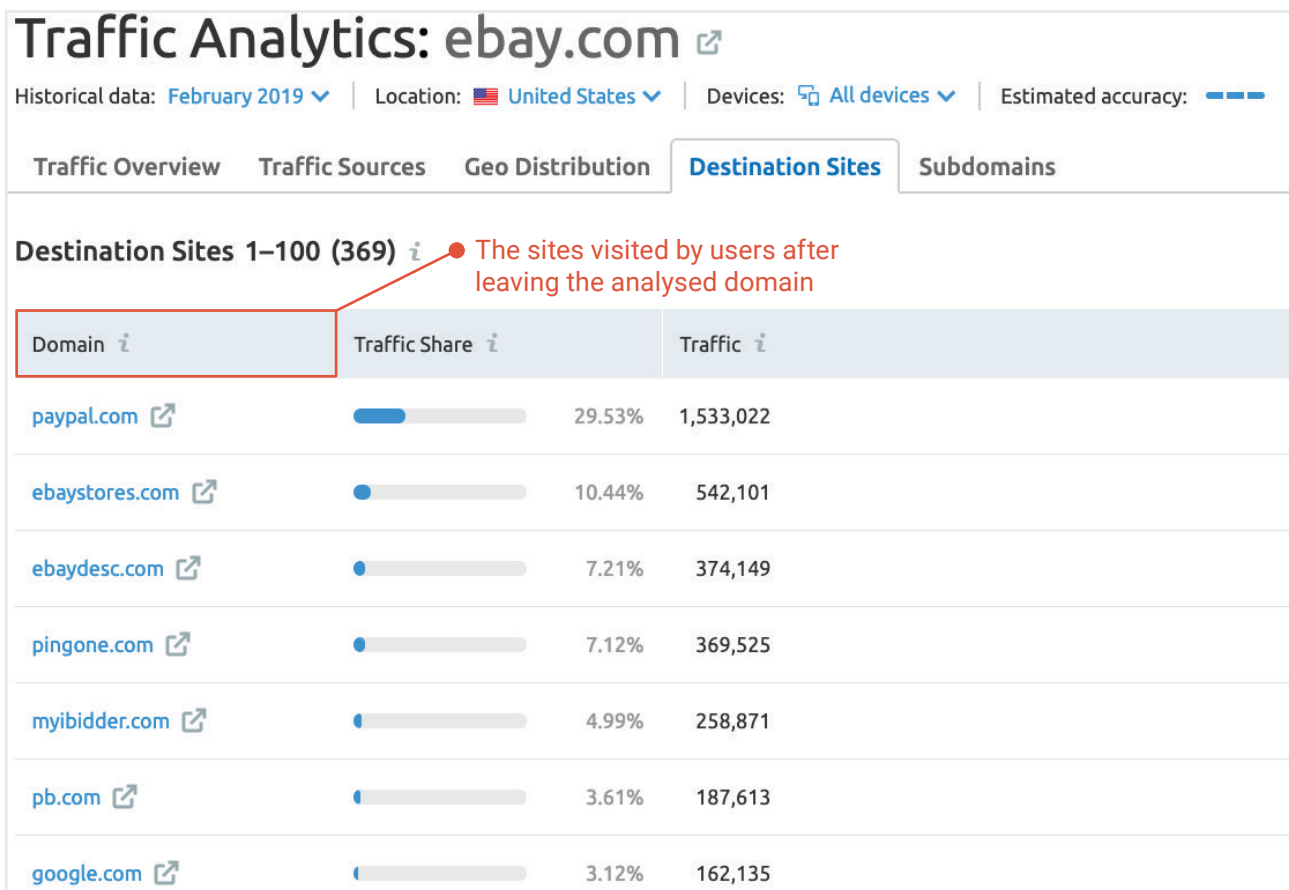 Traffic Analytics: ebay.com
Historical data: February 2019 Location: United States Devices: All devices Estimated accuracy:
Traffic Overview Traffic Sources Geo Distribution Destination Sites Subdomains
Destination Sites 1–100 (369) i
The sites visited by users after
leaving the analysed domain
Domain i Traffic Share i Traffic i
paypal.com 29.53% 1,533,022
ebaystores.com 10.44% 542,101
ebaydesc.com 7.21% 374,149
pingone.com 7.12% 369,525
myibidder.com 4.99% 258,871
pb.com 3.61% 187,613
google.com 3.12% 162,135